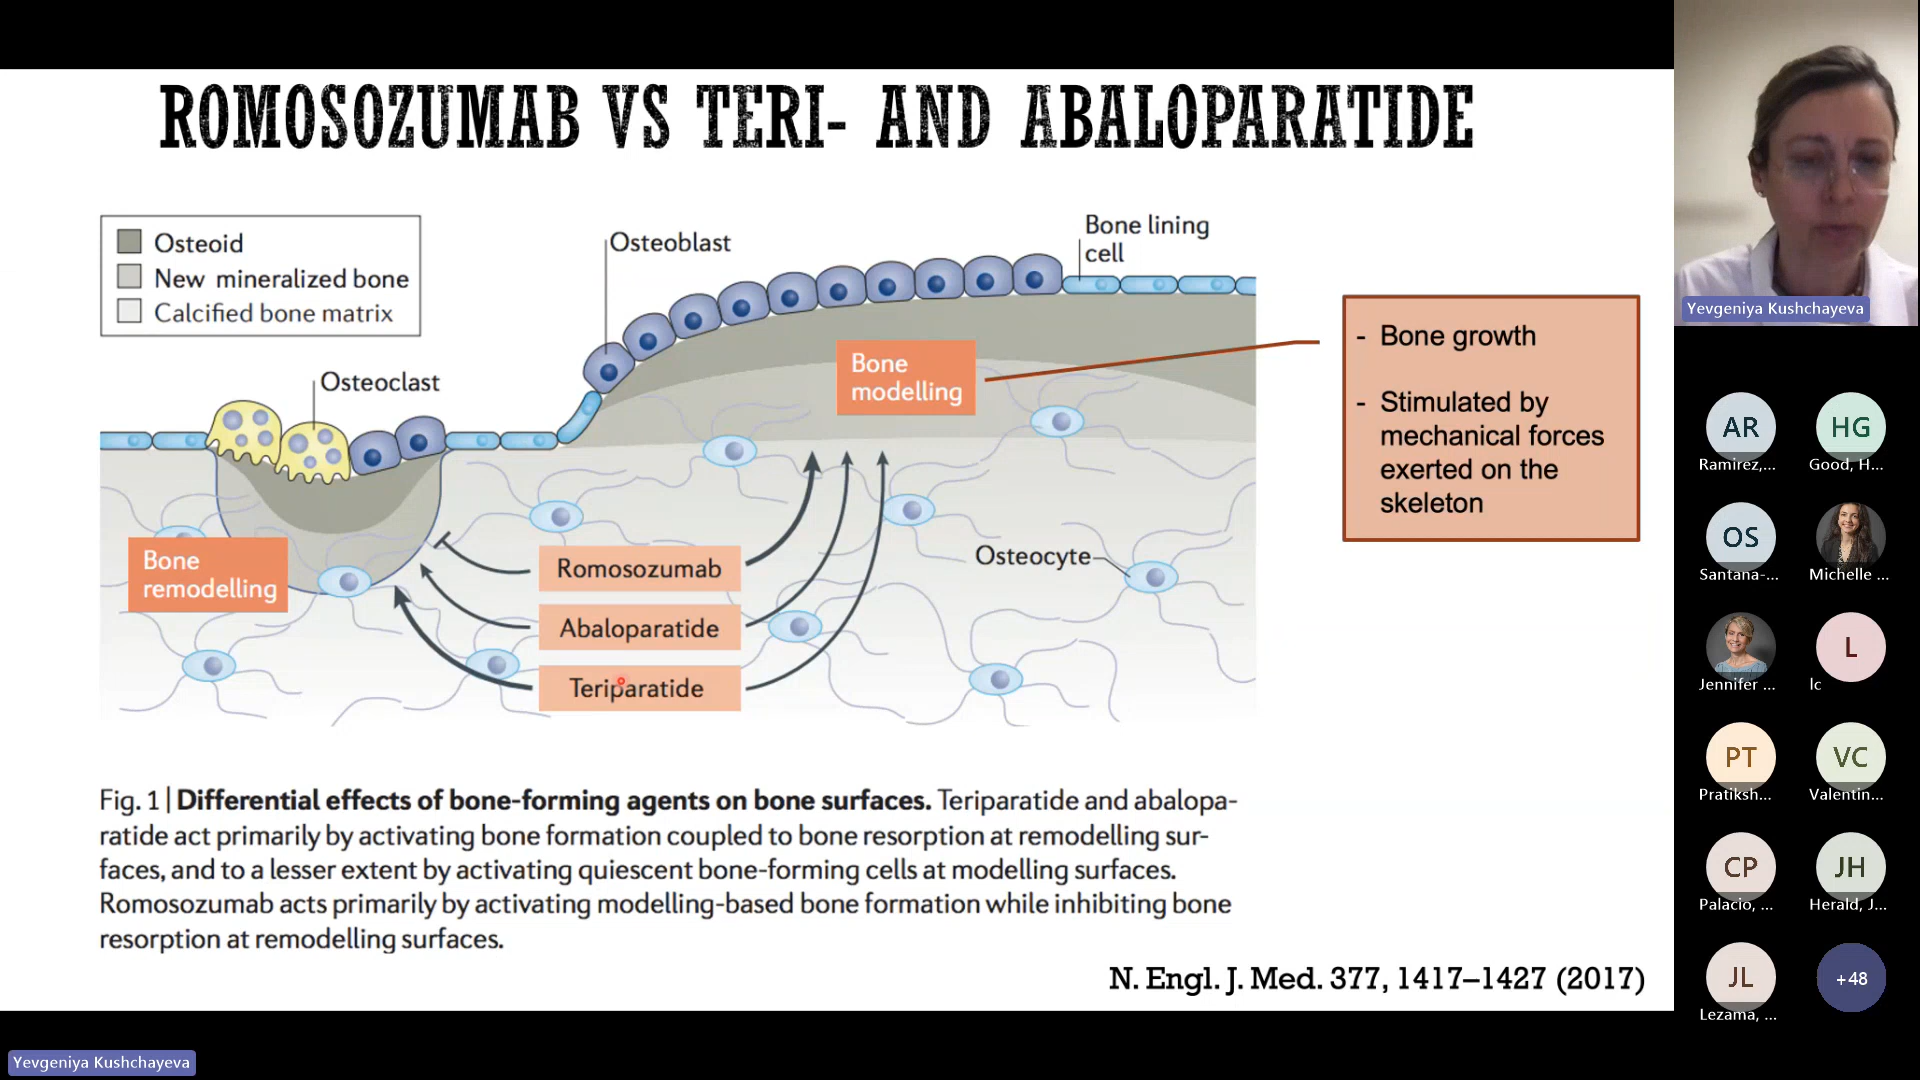 ROMOSOZUMAB VS TERI- AND ABALOPARATIDE
Osteoid
New mineralized bone
Calcified bone matrix
Osteoclast
Osteoblast
Bone lining
cell
Bone
modelling
- Bone growth
- Stimulated by
mechanical forces
exerted on the
skeleton
Bone
remodelling
Romosozumab
Abaloparatide
Teriparatide
Osteocyte
Fig. 1 | Differential effects of bone-forming agents on bone surfaces. Teriparatide and abalopa-
ratide act primarily by activating bone formation coupled to bone resorption at remodelling sur-
faces, and to a lesser extent by activating quiescent bone-forming cells at modelling surfaces.
Romosozumab acts primarily by activating modelling-based bone formation while inhibiting bone
resorption at remodelling surfaces.
N. Engl. J. Med. 377, 1417–1427 (2017)
Yevgeniya Kushchayeva
Yevgeniya Kushchayeva
AR
Ramirez,...
HG
Good, H...
OS
Santana-...
Michelle ...
Jennifer ...
L
lc
PT
Pratiksh...
VC
Valentin...
CP
Palacio, ...
JH
Herald, J...
JL
Lezama, ...
+48